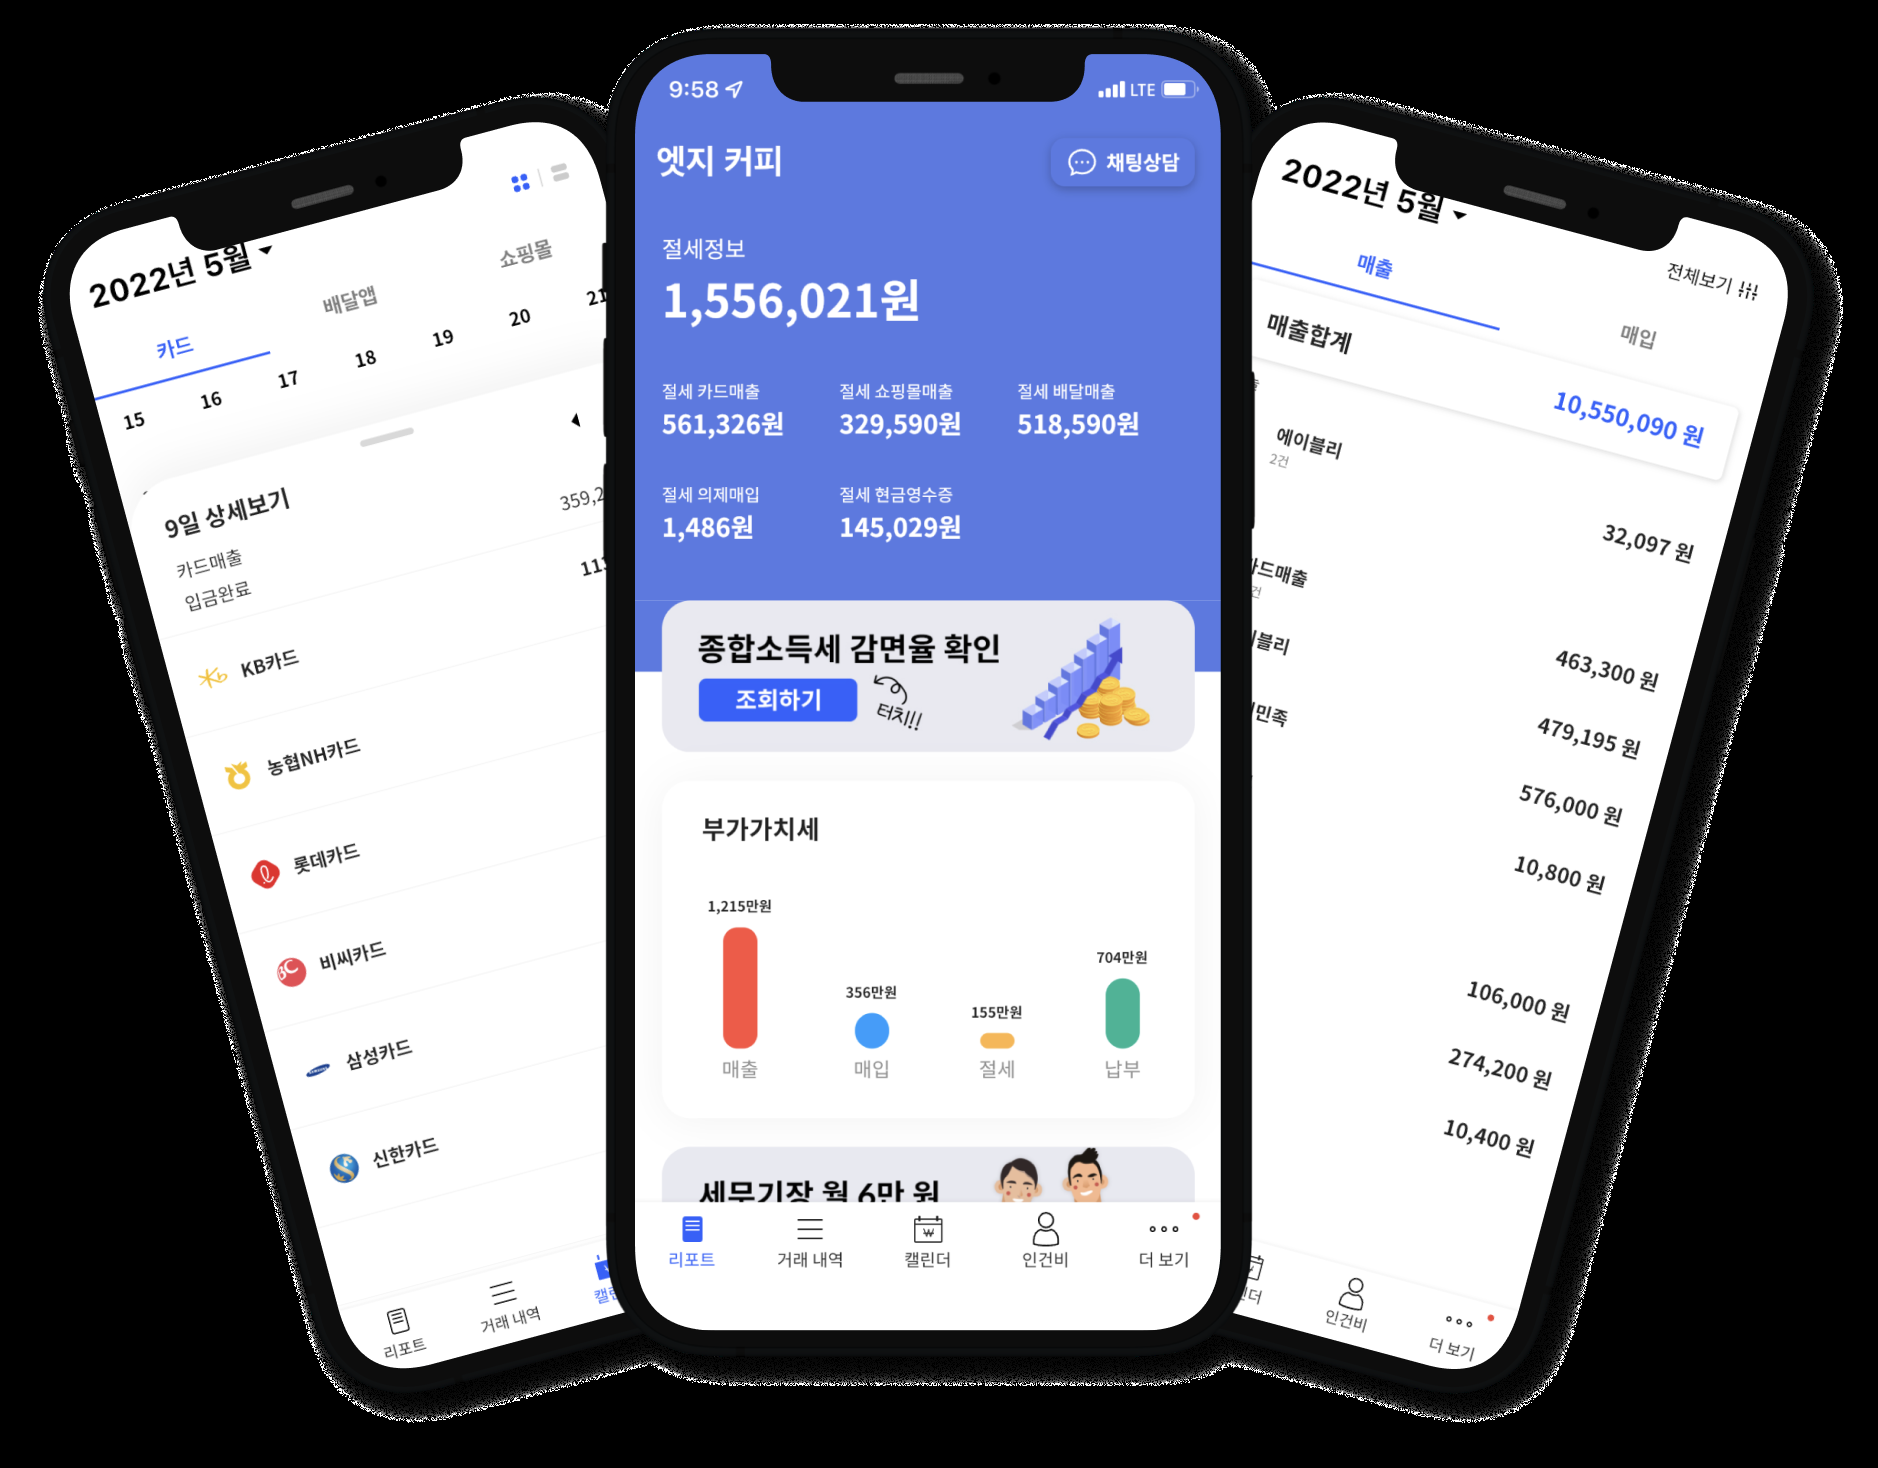 2022년 5월
카드
배달앱
쇼핑몰
15
16
17
18
19
20
21
9일 상세보기
카드매출
359,2
입금완료
KB카드
농협NH카드
롯데카드
BC
비씨카드
삼성카드
신한카드
리포트
거래 내역
9:58
LTE
엣지 커피
채팅상담
절세정보
1,556,021원
절세 카드매출
절세 쇼핑몰매출
절세 배달매출
561,326원
329,590원
518,590원
절세 의제매입
절세 현금영수증
1,486원
145,029원
종합소득세 감면율 확인
조회하기
터치!!
부가가치세
1,215만원
356만원
155만원
704만원
매출
매입
절세
납부
세무기장 월 6만 원
리포트
거래 내역
캘린더
인건비
더 보기
2022년 5월
전체보기
매출
매입
매출합계
10,550,090 원
에이블리
2건
32,097 원
카드매출
건
블리
463,300 원
민족
479,195 원
576,000 원
10,800 원
106,000 원
274,200 원
10,400 원
더
인건비
더 보기